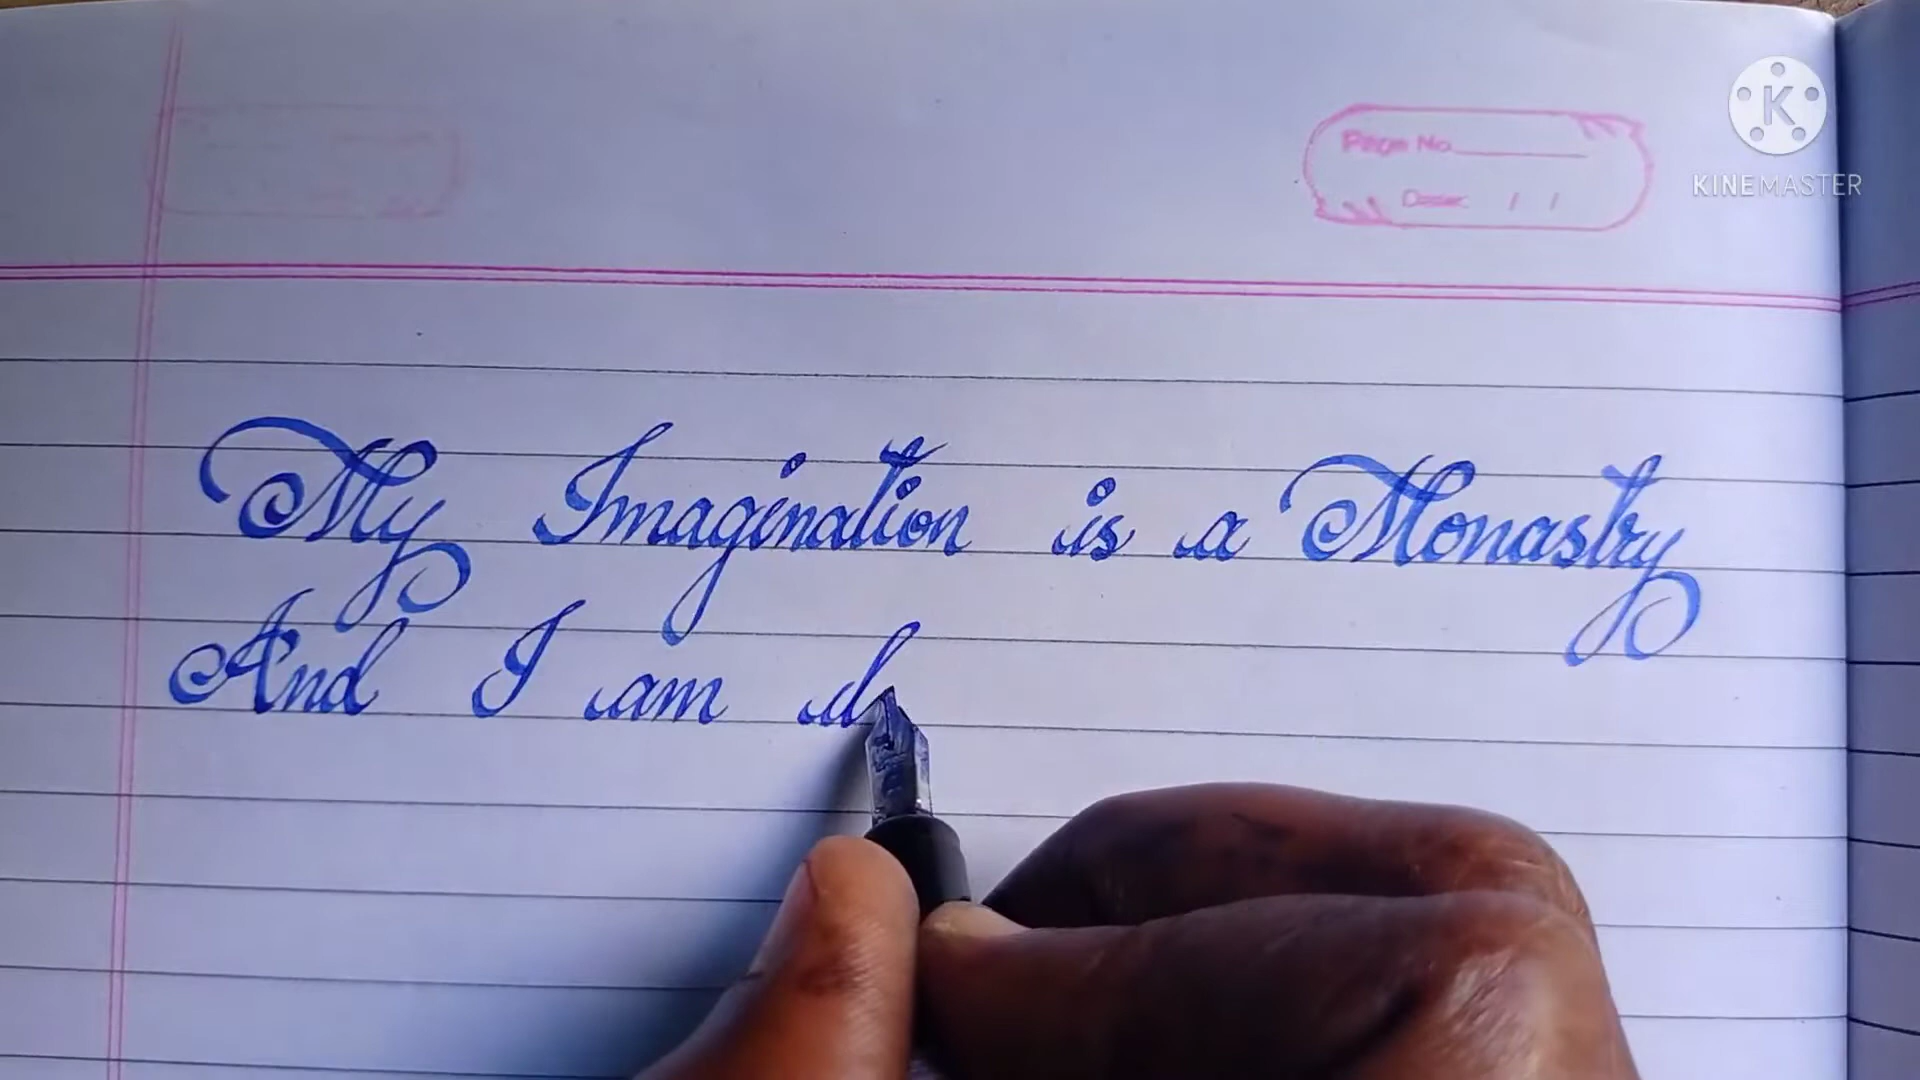 KINEMASTER
Page No.
Date: / /
My Imagination is a Monastry
And I am